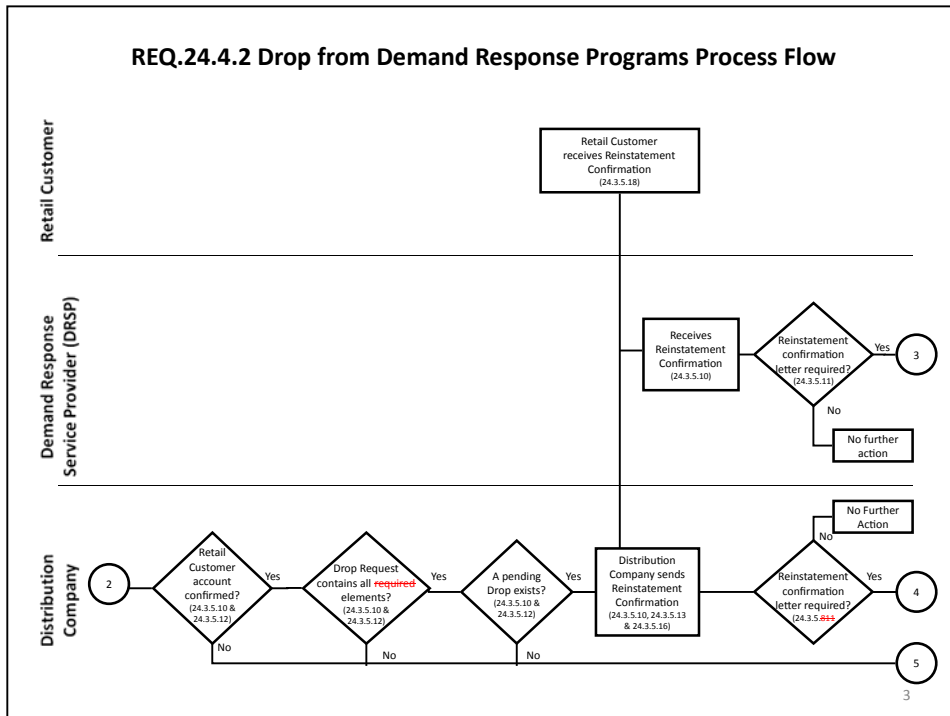 REQ.24.4.2 Drop from Demand Response Programs Process Flow
Retail Customer
Retail Customer
receives Reinstatement
Confirmation
(24.3.5.18)
Demand Response
Service Provider (DRSP)
Receives
Reinstatement
Confirmation
(24.3.5.10)
Reinstatement
confirmation
letter required?
(24.3.5.11)
Yes
3
No
No further
action
Distribution
Company
2
Retail
Customer
account
confirmed?
(24.3.5.10 &
24.3.5.12)
Yes
No
Drop Request
contains all required
elements?
(24.3.5.10 &
24.3.5.12)
Yes
No
A pending
Drop exists?
(24.3.5.10 &
24.3.5.12)
Yes
No
Distribution
Company sends
Reinstatement
Confirmation
(24.3.5.10, 24.3.5.13
& 24.3.5.16)
No Further
Action
No
Reinstatement
confirmation
letter required?
(24.3.5.811
Yes
4
5
3